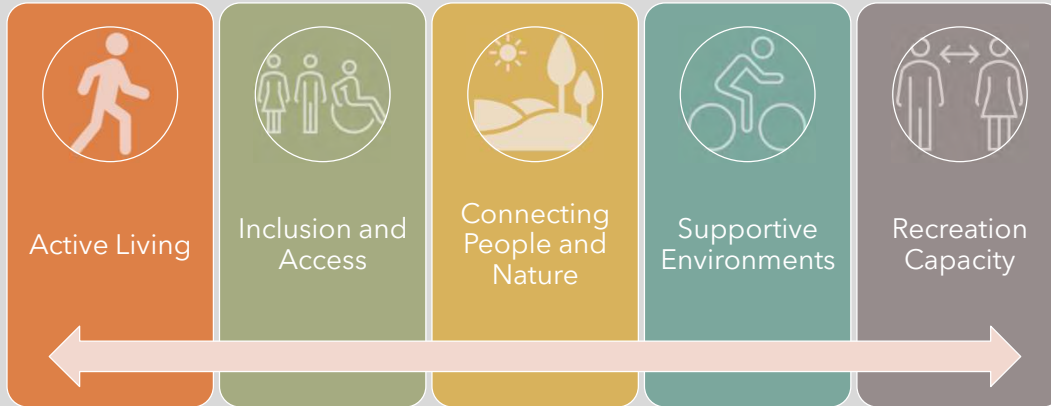 Active Living
Inclusion and
Access
Connecting
People and
Nature
Supportive
Environments
Recreation
Capacity